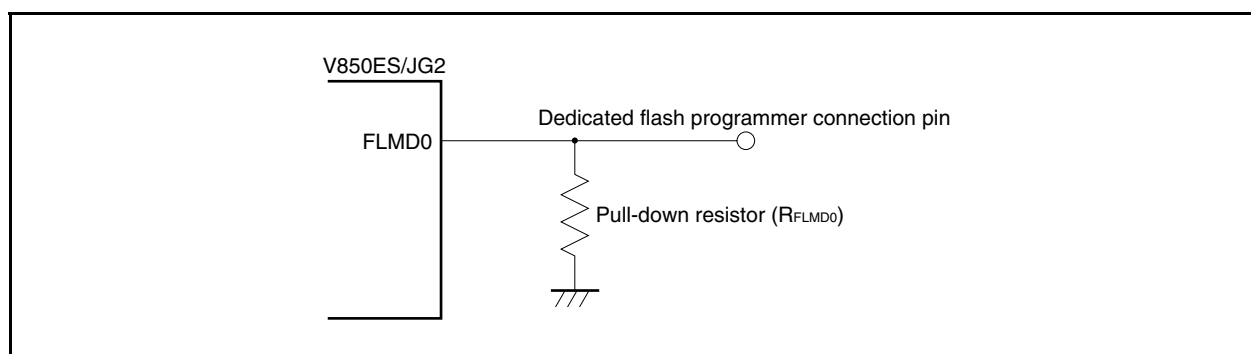 V850ES/JG2
Dedicated flash programmer connection pin
FLMD0
Pull-down resistor (RFLMD0)